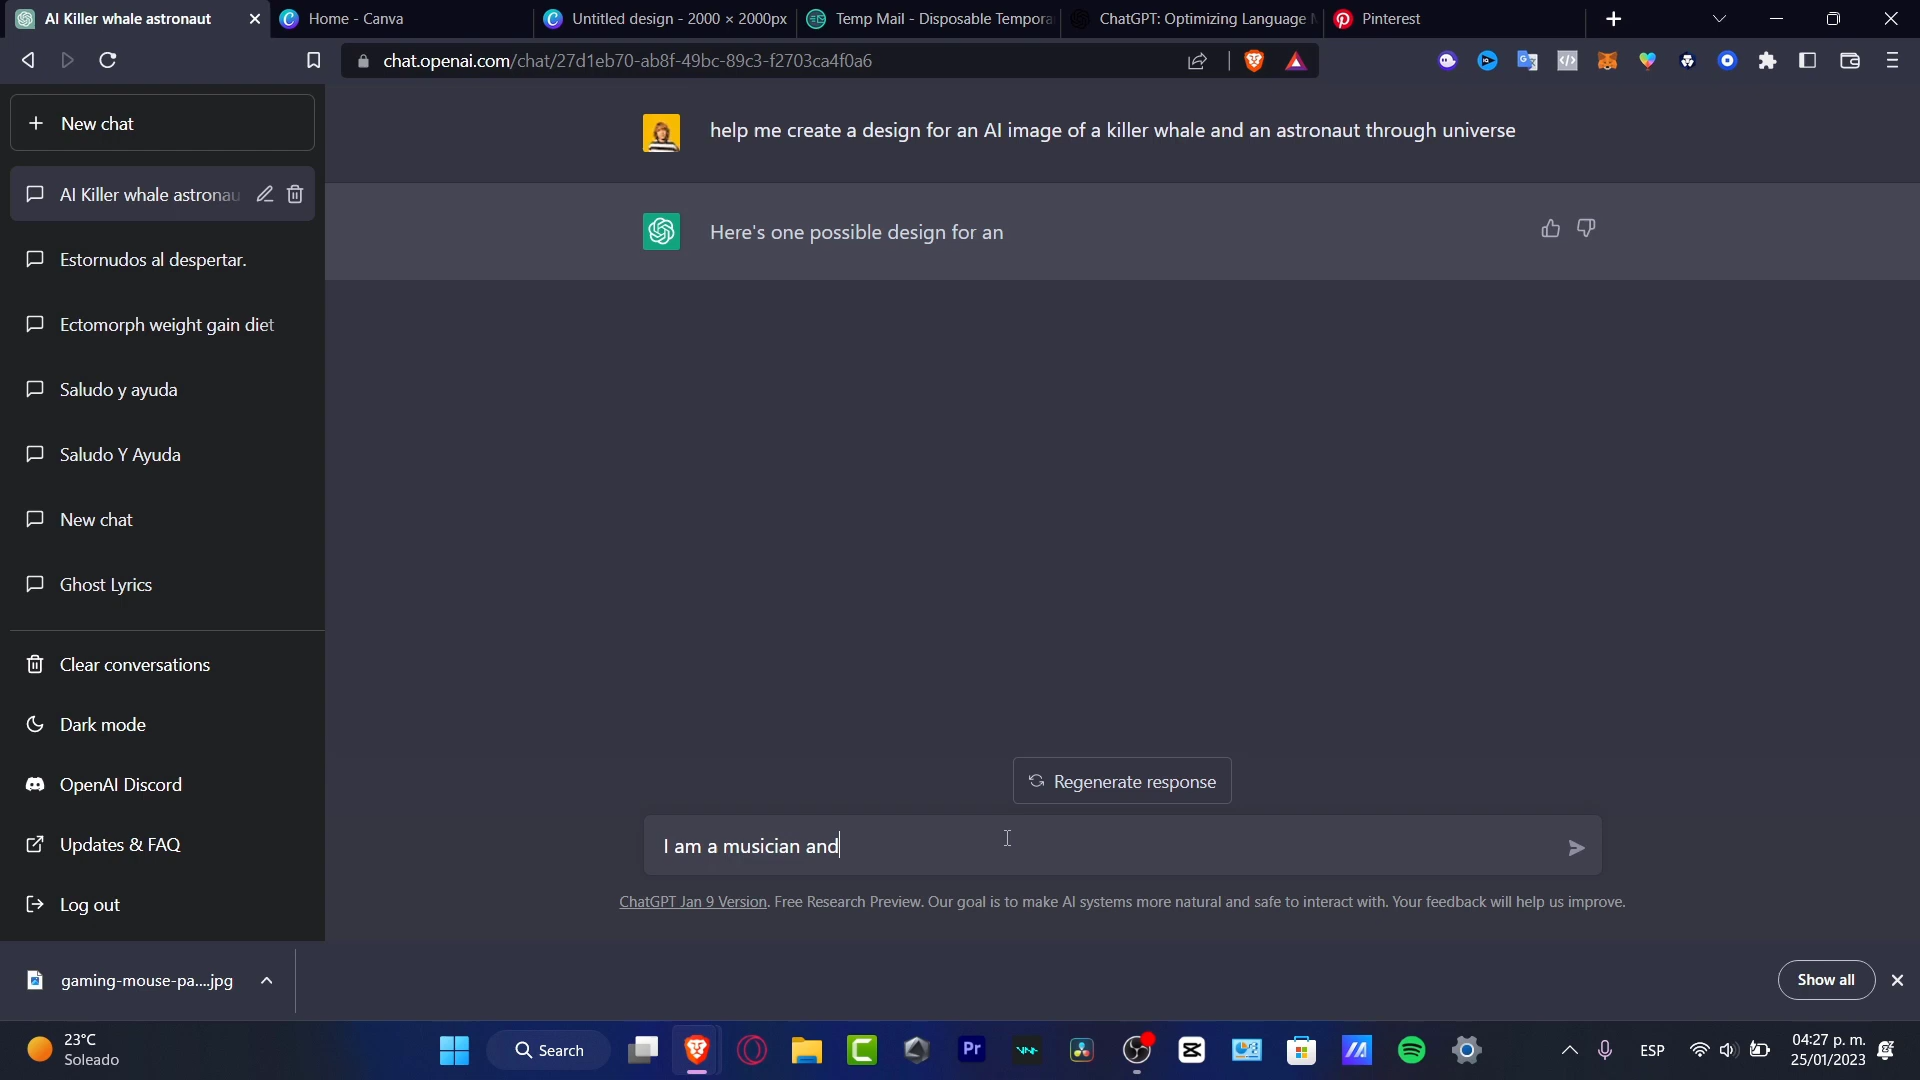 AI Killer whale astronaut
Home - Canva
Untitled design - 2000 × 2000px
Temp Mail - Disposable Tempora
ChatGPT: Optimizing Language
Pinterest
chat.openai.com/chat/27d1eb70-ab8f-49bc-89c3-f2703ca4f0a6
New chat
AI Killer whale astronau
Estornudos al despertar.
Ectomorph weight gain diet
Saludo y ayuda
Saludo Y Ayuda
New chat
Ghost Lyrics
Clear conversations
Dark mode
OpenAI Discord
Updates & FAQ
Log out
help me create a design for an AI image of a killer whale and an astronaut through universe
Here's one possible design for an
Regenerate response
I am a musician and
ChatGPT Jan 9 Version. Free Research Preview. Our goal is to make AI systems more natural and safe to interact with. Your feedback will help us improve.
gaming-mouse-pa....jpg
Show all
23°C
Soleado
Search
Pr
ESP
04:27 p. m.
25/01/2023